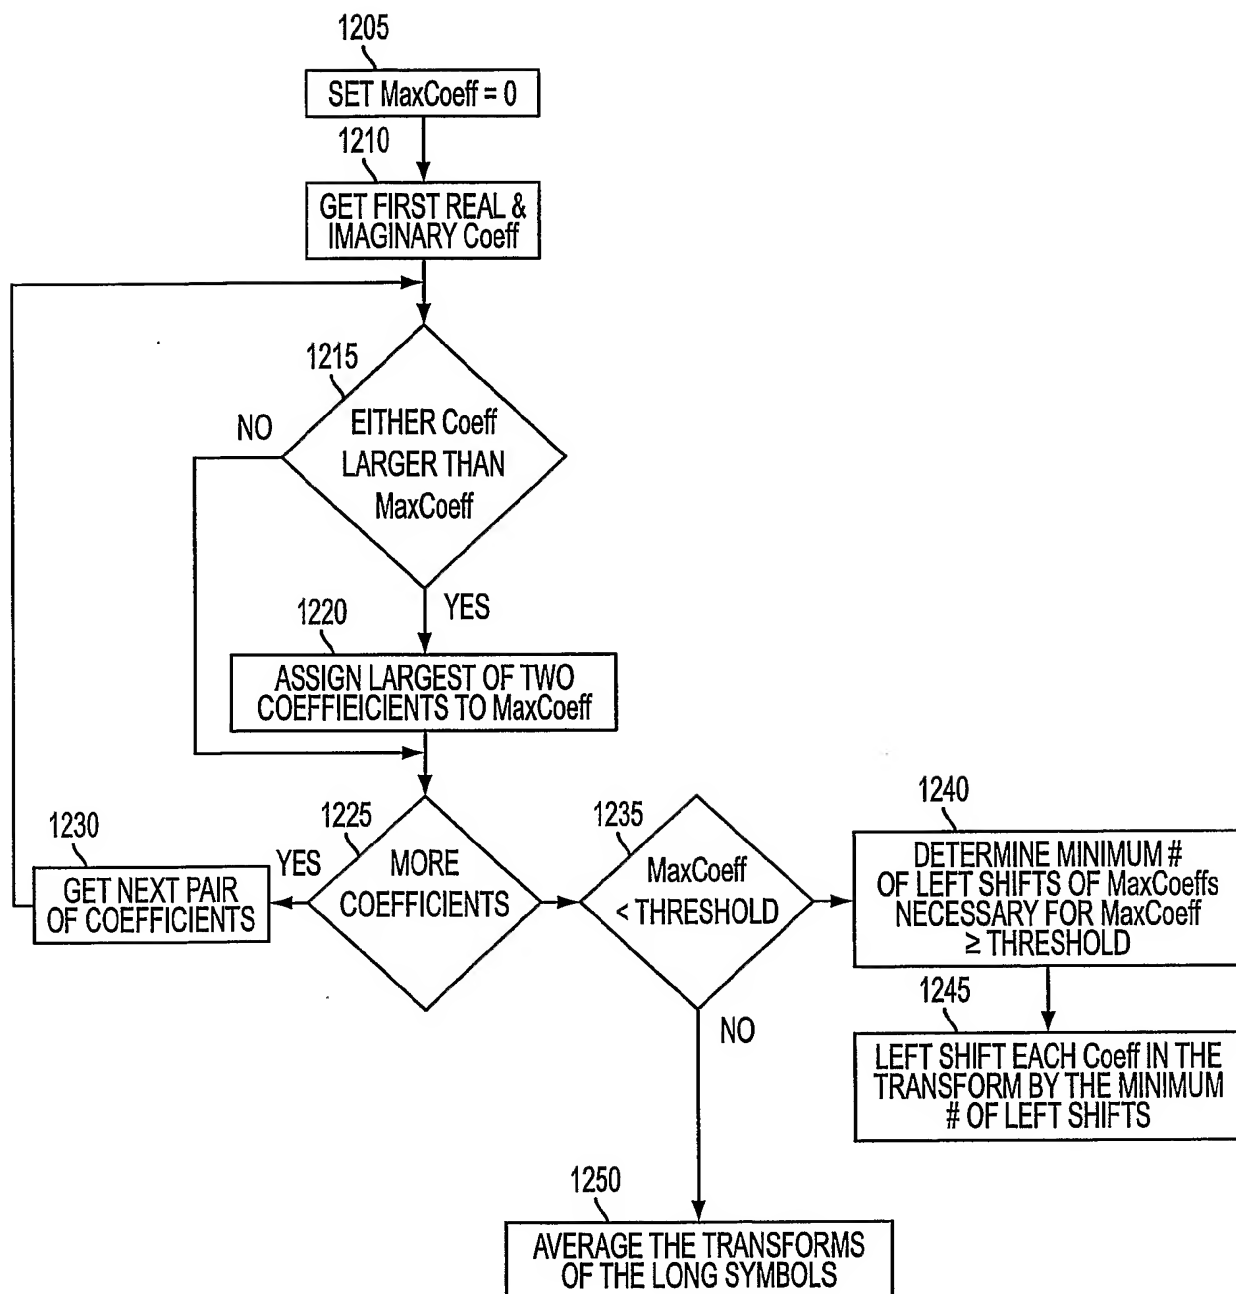 1205
SET MaxCoeff = 0
1210
GET FIRST REAL &
IMAGINARY Coeff
1215
NO
EITHER Coeff
LARGER THAN
MaxCoeff
YES
1220
ASSIGN LARGEST OF TWO
COEFFIEICIENTS TO MaxCoeff
1230
YES
GET NEXT PAIR
OF COEFFICIENTS
1225
MORE
COEFFICIENTS
1235
MaxCoeff
< THRESHOLD
NO
1240
DETERMINE MINIMUM #
OF LEFT SHIFTS OF MaxCoeffs
NECESSARY FOR MaxCoeff
≥ THRESHOLD
1245
LEFT SHIFT EACH Coeff IN THE
TRANSFORM BY THE MINIMUM
# OF LEFT SHIFTS
1250
AVERAGE THE TRANSFORMS
OF THE LONG SYMBOLS